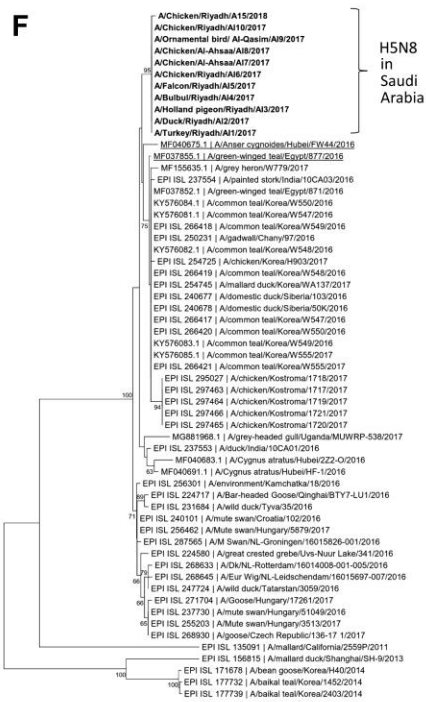 F
A/Chicken/Riyadh/A15/2018
A/Chicken/Riyadh/AI10/2017
A/Ornamental bird/ Al-Qasim/AI9/2017
A/Chicken/Al-Ahsaa/AI8/2017
A/Chicken/Al-Ahsaa/AI7/2017
A/Chicken/Riyadh/AI6/2017
A/Falcon/Riyadh/AI5/2017
A/Bulbul/Riyadh/AI4/2017
A/Holland pigeon/Riyadh/AI3/2017
A/Duck/Riyadh/AI2/2017
A/Turkey/Riyadh/AI1/2017
95
H5N8
in
Saudi
Arabia
MF040675.1 | A/Anser cygnoides/Hubei/FW44/2016
MF037855.1 | A/green-winged teal/Egypt/877/2016
MF155635.1 | A/grey heron/W779/2017
EPI ISL 237554 | A/painted stork/India/10CA03/2016
MF037852.1 | A/green-winged teal/Egypt/871/2016
KY576084.1 | A/common teal/Korea/W550/2016
KY576081.1 | A/common teal/Korea/W547/2016
75
EPI ISL 266418 | A/common teal/Korea/W549/2016
EPI ISL 250231 | A/gadwall/Chany/97/2016
KY576082.1 | A/common teal/Korea/W548/2016
EPI ISL 254725 | A/chicken/Korea/H903/2017
EPI ISL 266419 | A/common teal/Korea/W548/2016
EPI ISL 254745 | A/mallard duck/Korea/WA137/2017
EPI ISL 240677 | A/domestic duck/Siberia/103/2016
EPI ISL 240678 | A/domestic duck/Siberia/50K/2016
EPI ISL 266417 | A/common teal/Korea/W547/2016
EPI ISL 266420 | A/common teal/Korea/W550/2016
KY576083.1 | A/common teal/Korea/W549/2016
KY576085.1 | A/common teal/Korea/W555/2017
EPI ISL 266421 | A/common teal/Korea/W555/2017
EPI ISL 295027 | A/chicken/Kostroma/1718/2017
EPI ISL 297463 | A/chicken/Kostroma/1717/2017
100
EPI ISL 297464 | A/chicken/Kostroma/1719/2017
94
EPI ISL 297466 | A/chicken/Kostroma/1721/2017
EPI ISL 297465 | A/chicken/Kostroma/1720/2017
MG881968.1 | A/grey-headed gull/Uganda/MUWRP-538/2017
EPI ISL 237553 | A/duck/India/10CA01/2016
MF040683.1 | A/Cygnus atratus/Hubei/2Z2-O/2016
63
MF040691.1 | A/Cygnus atratus/Hubei/HF-1/2016
EPI ISL 256301 | A/environment/Kamchatka/18/2016
EPI ISL 224717 | A/Bar-headed Goose/Qinghai/BTY7-LU1/2016
89
EPI ISL 231684 | A/wild duck/Tyva/35/2016
71
EPI ISL 240101 | A/mute swan/Croatia/102/2016
EPI ISL 256462 | A/Mute swan/Hungary/5879/2017
EPI ISL 287565 | A/M Swan/NL-Groningen/16015826-001/2016
EPI ISL 224580 | A/great crested grebe/Uvs-Nuur Lake/341/2016
EPI ISL 268633 | A/Dk/NL-Rotterdam/16014008-001-005/2016
79
EPI ISL 268645 | A/Eur Wig/NL-Leidschendam/16015697-007/2016
66
EPI ISL 247724 | A/wild duck/Tatarstan/3059/2016
EPI ISL 271704 | A/Goose/Hungary/17261/2017
66
EPI ISL 237730 | A/mute swan/Hungary/51049/2016
EPI ISL 255203 | A/mute swan/Hungary/3513/2017
65
EPI ISL 268930 | A/goose/Czech Republic/136-17 1/2017
EPI ISL 135091 | A/mallard/California/2559P/2011
EPI ISL 156815 | A/mallard duck/Shanghai/SH-9/2013
EPI ISL 171678 | A/bean goose/Korea/H40/2014
100
EPI ISL 177732 | A/baikal teal/Korea/1452/2014
100
EPI ISL 177739 | A/baikal teal/Korea/2403/2014